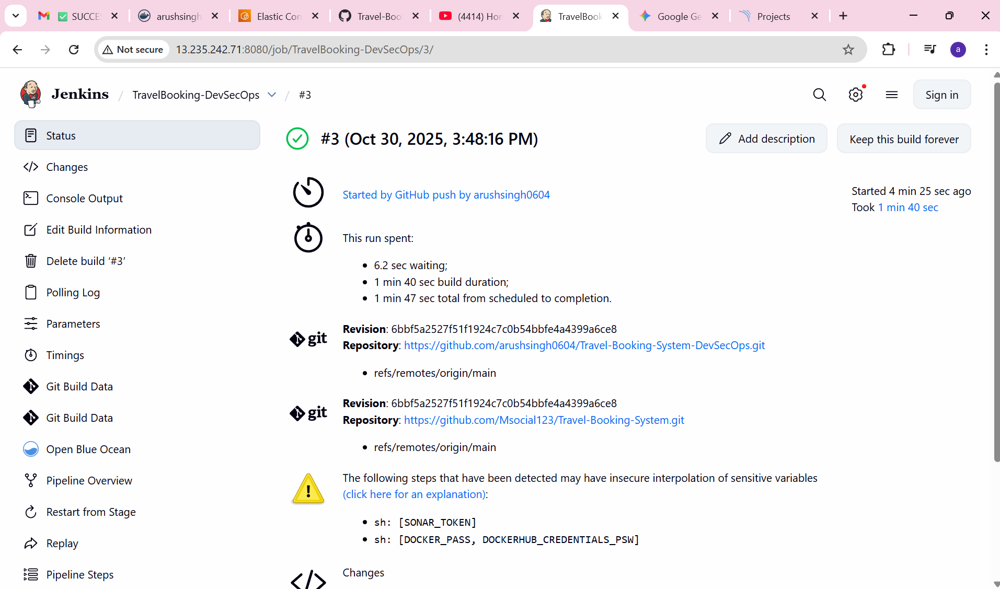 SUCCE
arushsingh
Elastic Con
Travel-Boo
(4414) Hor
TravelBook
Google Ge
Projects
Not secure
13.235.242.71:8080/job/TravelBooking-DevSecOps/3/
a
Jenkins / TravelBooking-DevSecOps / #3
Sign in
Status
Changes
Console Output
Edit Build Information
Delete build ‘#3’
Polling Log
Parameters
Timings
Git Build Data
Git Build Data
Open Blue Ocean
Pipeline Overview
Restart from Stage
Replay
Pipeline Steps
#3 (Oct 30, 2025, 3:48:16 PM)
Add description
Keep this build forever
Started by GitHub push by arushsingh0604
Started 4 min 25 sec ago
Took 1 min 40 sec
This run spent:
• 6.2 sec waiting;
• 1 min 40 sec build duration;
• 1 min 47 sec total from scheduled to completion.
git
Revision: 6bbf5a2527f51f1924c7c0b54bbfe4a4399a6ce8
Repository: https://github.com/arushsingh0604/Travel-Booking-System-DevSecOps.git
• refs/remotes/origin/main
git
Revision: 6bbf5a2527f51f1924c7c0b54bbfe4a4399a6ce8
Repository: https://github.com/Msocial123/Travel-Booking-System.git
• refs/remotes/origin/main
The following steps that have been detected may have insecure interpolation of sensitive variables
(click here for an explanation):
• sh: [SONAR_TOKEN]
• sh: [DOCKER_PASS, DOCKERHUB_CREDENTIALS_PSW]
Changes